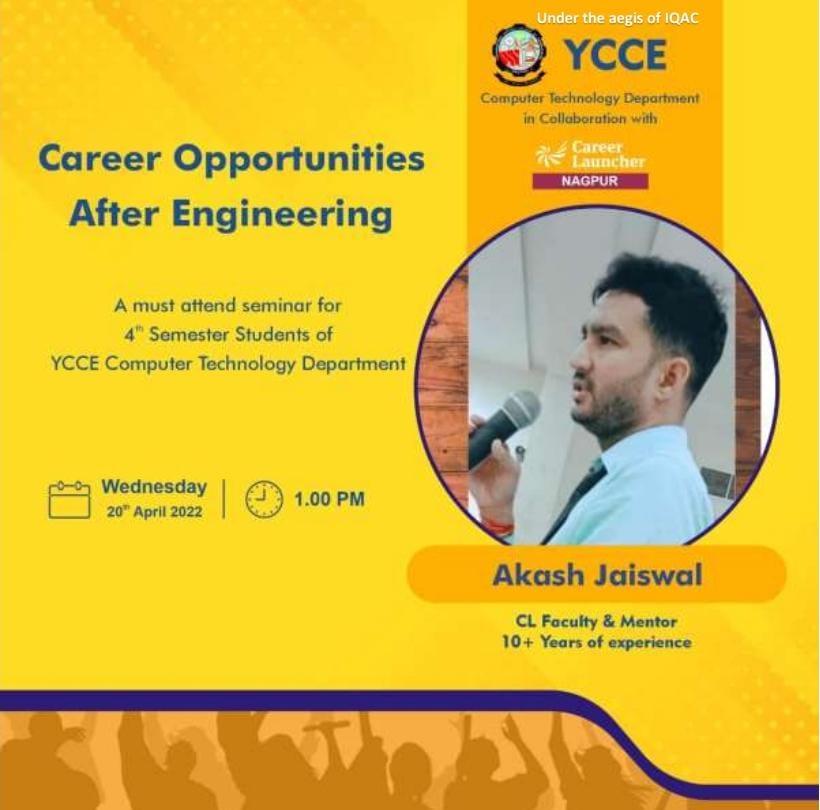 Under the aegis of IQAC
YCCE
Computer Technology Department
in Collaboration with
Career
Launcher
NAGPUR
Career Opportunities
After Engineering
A must attend seminar for
4th Semester Students of
YCCE Computer Technology Department
Wednesday
20th April 2022
1.00 PM
Akash Jaiswal
CL Faculty & Mentor
10+ Years of experience